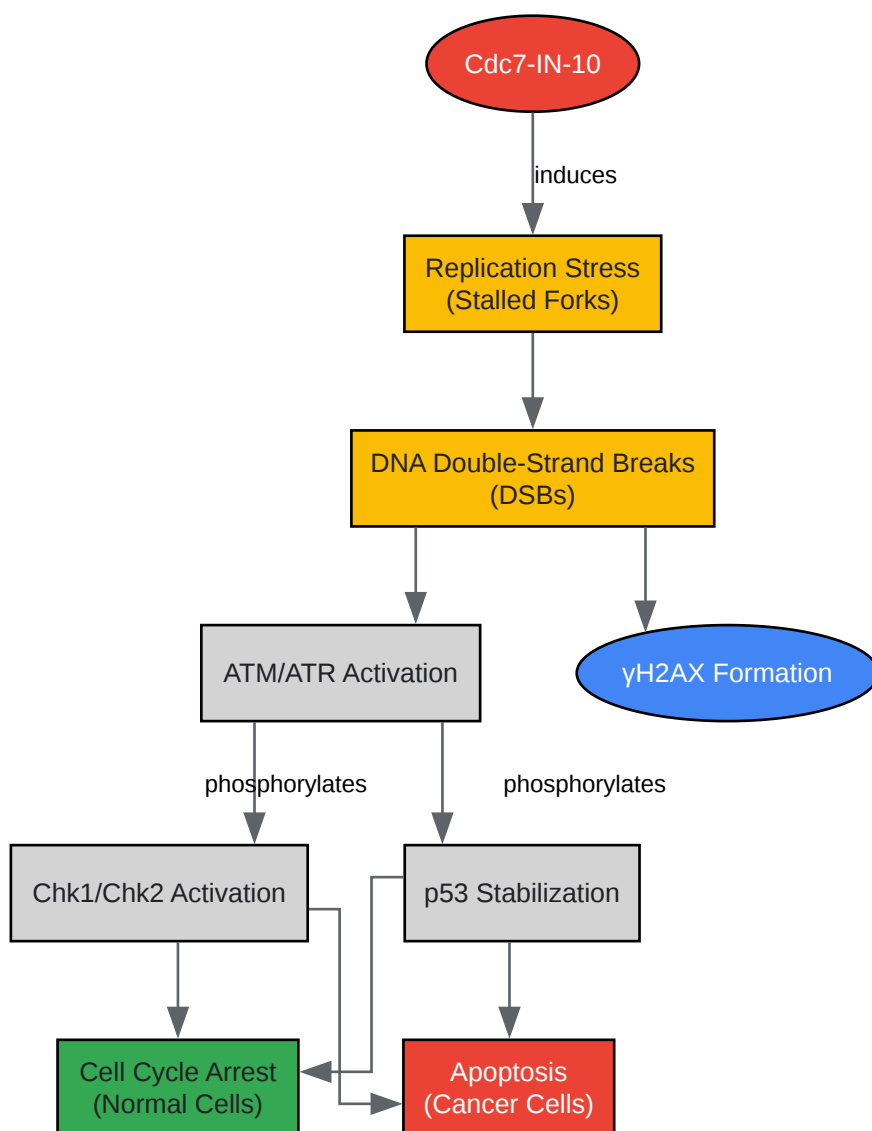 Cdc7-IN-10
induces
Replication Stress
(Stalled Forks)
DNA Double-Strand Breaks
(DSBs)
ATM/ATR Activation
γH2AX Formation
phosphorylates
phosphorylates
Chk1/Chk2 Activation
p53 Stabilization
Cell Cycle Arrest
(Normal Cells)
Apoptosis
(Cancer Cells)